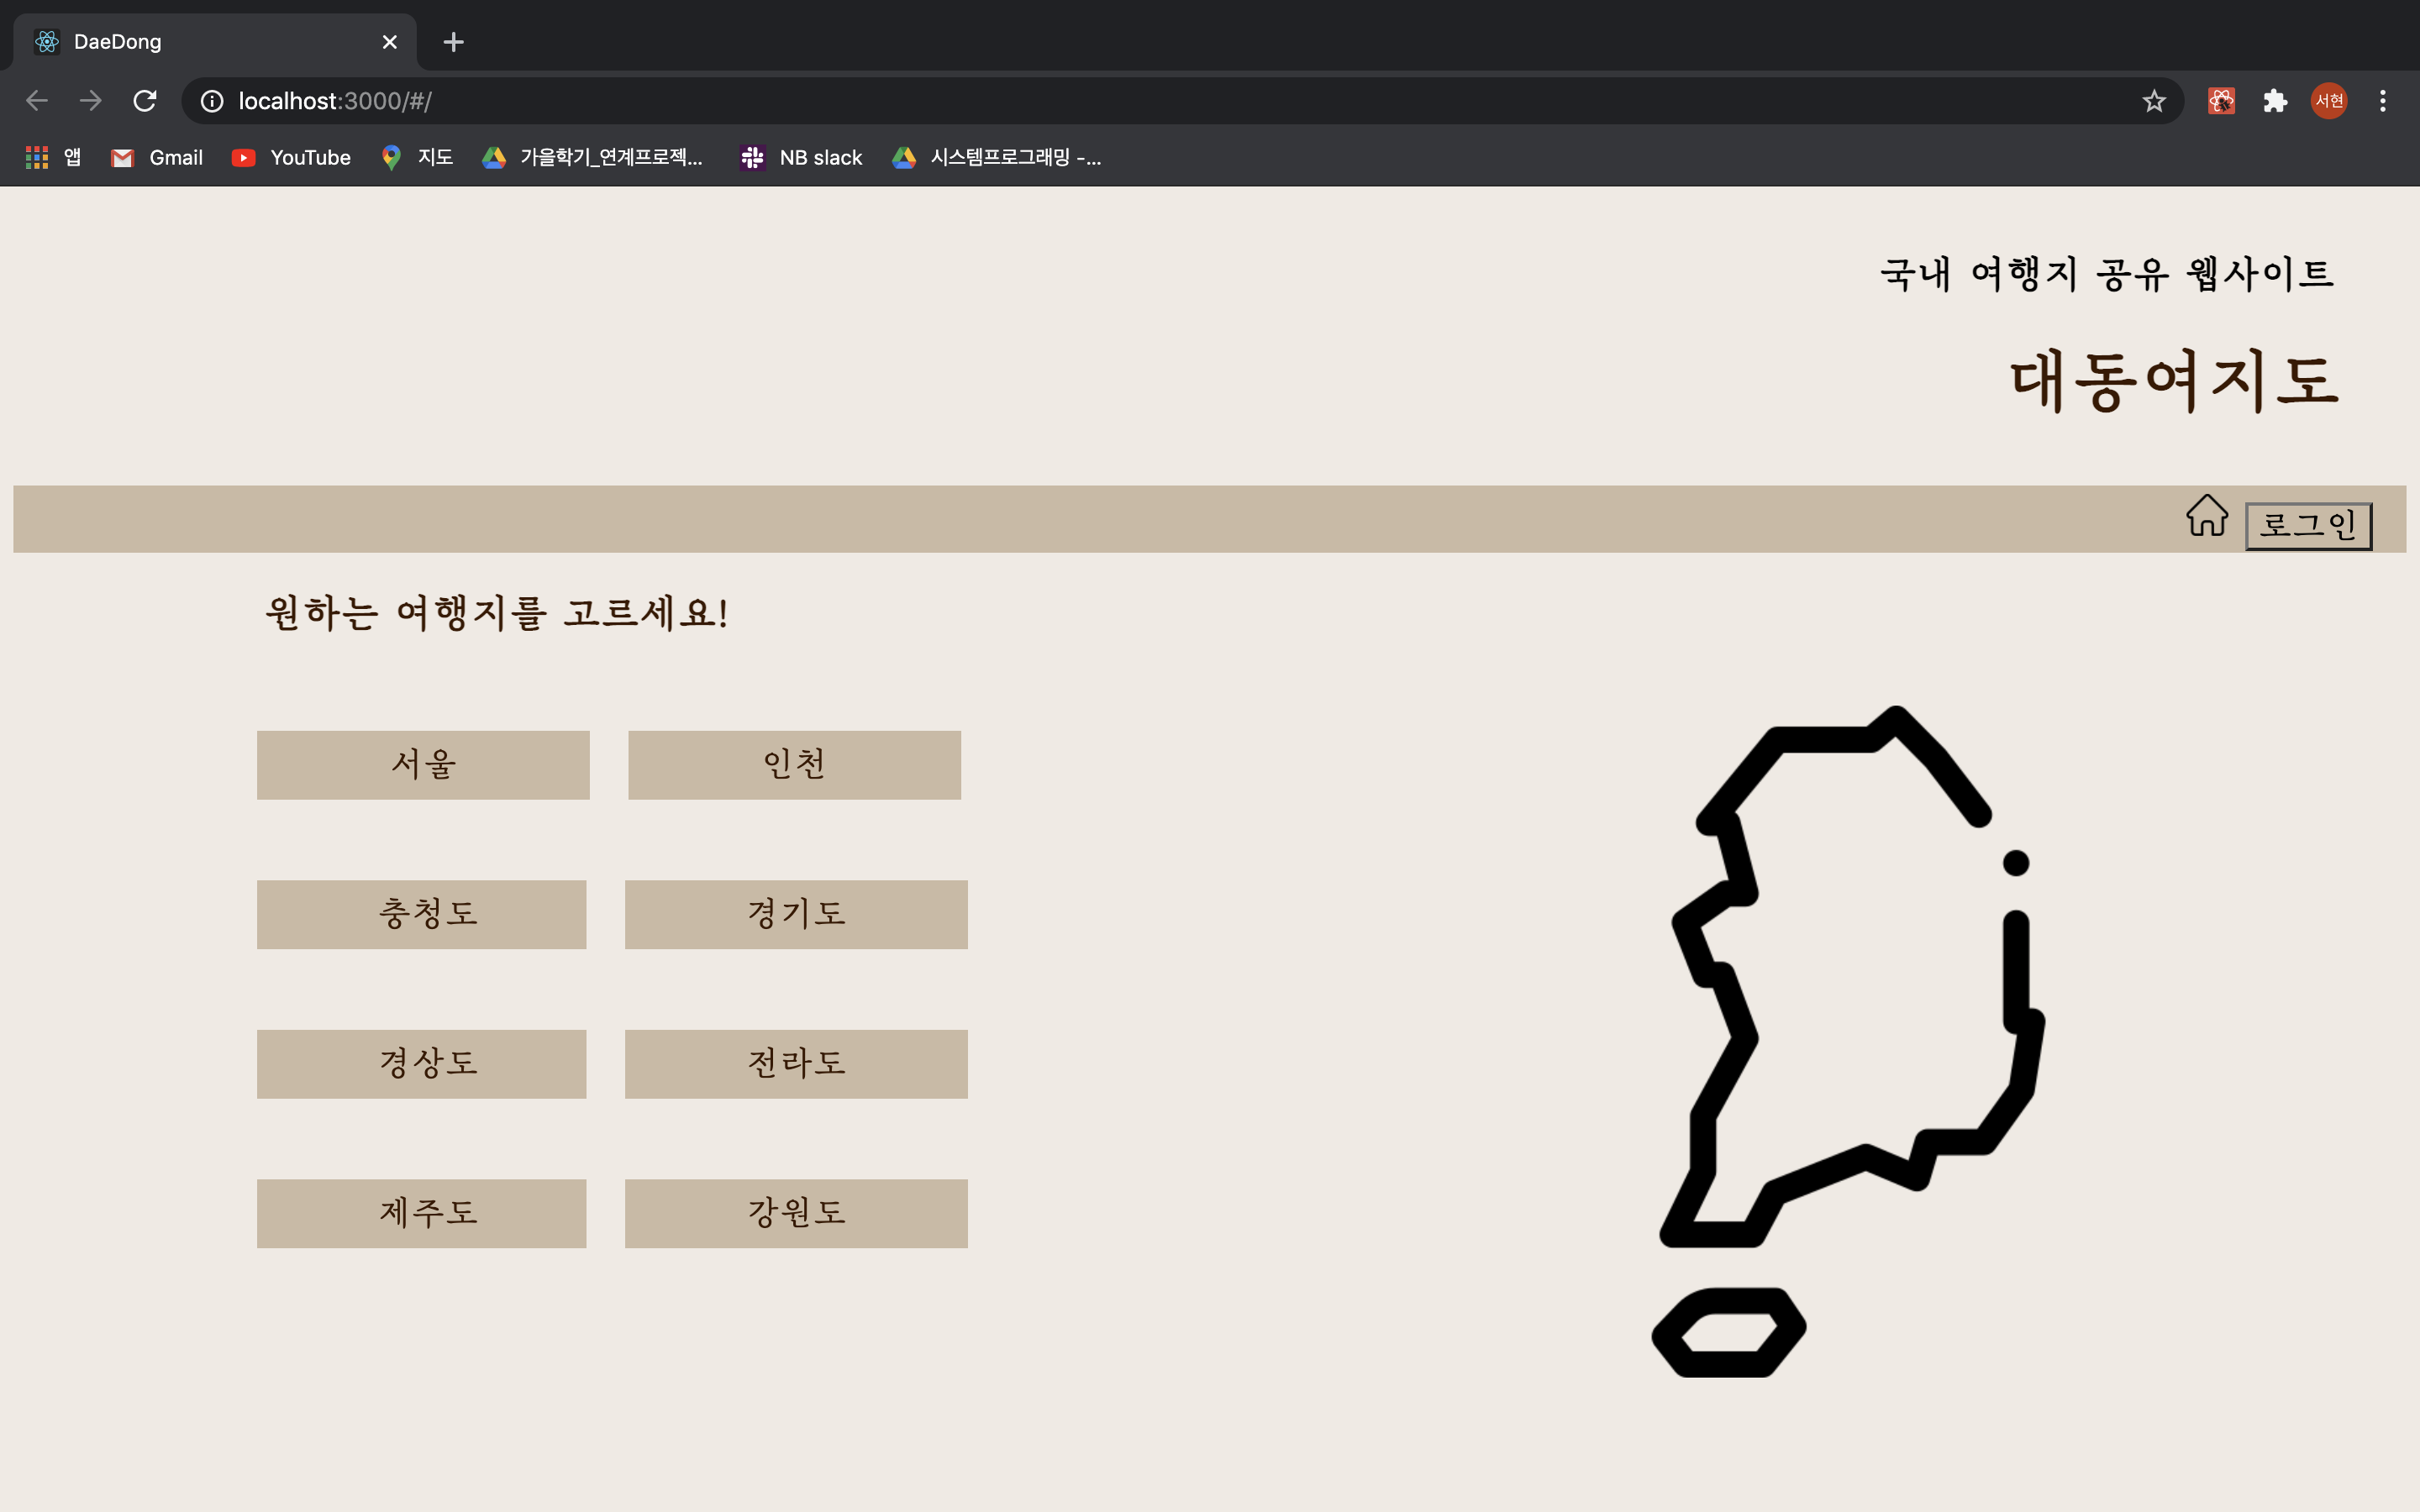 DaeDong
localhost:3000/#/
서현
앱 Gmail YouTube 지도 가을학기_연계프로젝... NB slack 시스템프로그래밍 -...
국내 여행지 공유 웹사이트
대동여지도
로그인
원하는 여행지를 고르세요!
서울 인천
충청도 경기도
경상도 전라도
제주도 강원도